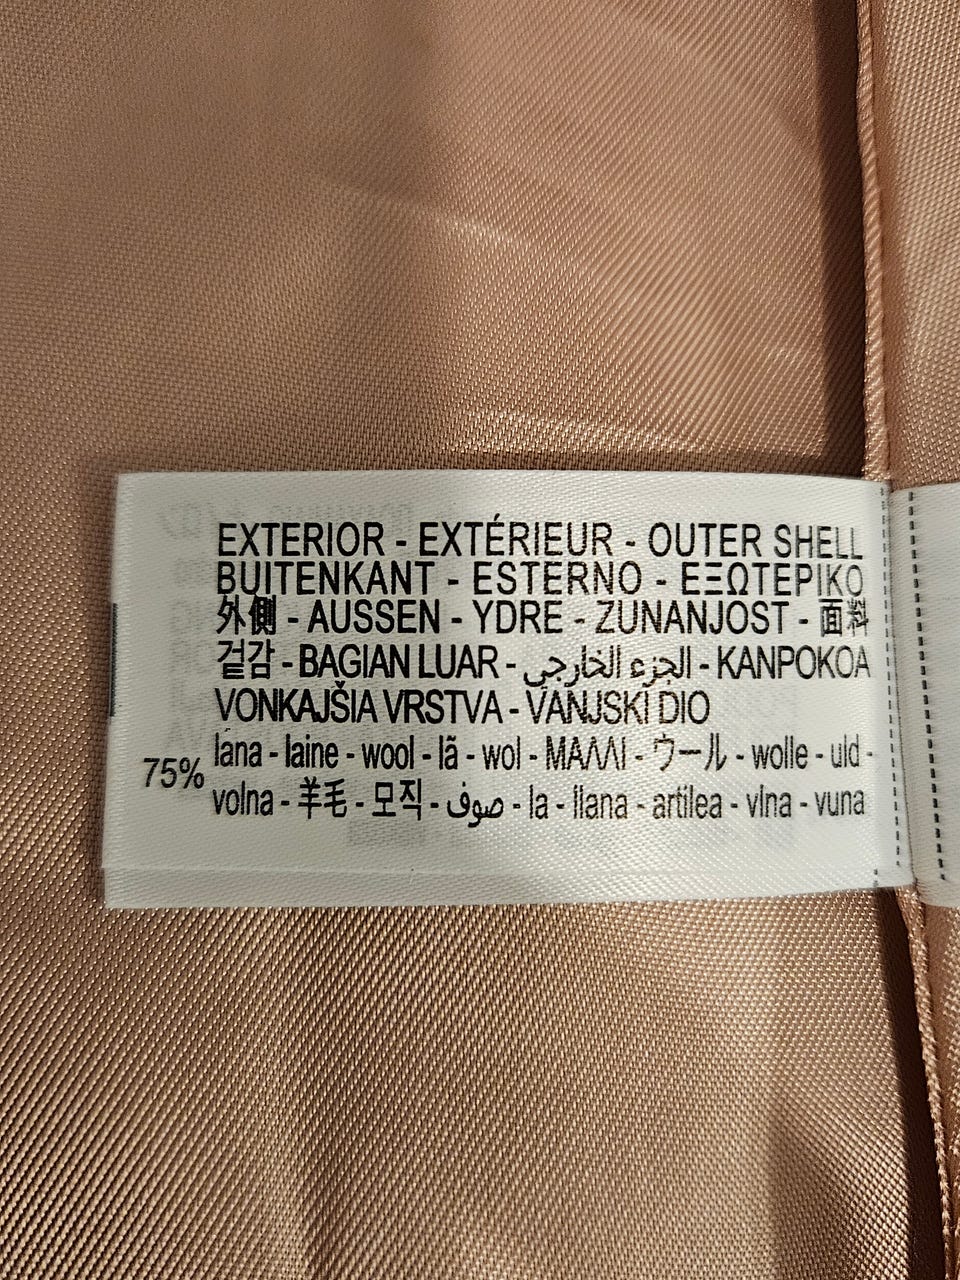 EXTERIOR - EXTÉRIEUR - OUTER SHELL
BUITENKANT - ESTERNO - ΕΞΩΤΕΡΙΚΟ
外側 - AUSSEN - YDRE - ZUNANJOST - 面料
겉감 - BAGIAN LUAR - الجزء الخارجي - KANPOKOA
VONKAJŠIA VRSTVA - VANJSKI DIO
75% lana - laine - wool - lã - wol - ΜΑΛΛΙ - ウール - wolle - uld -
volna - 羊毛 - 모직 - صوف - la - llana - artilea - vlna - vuna